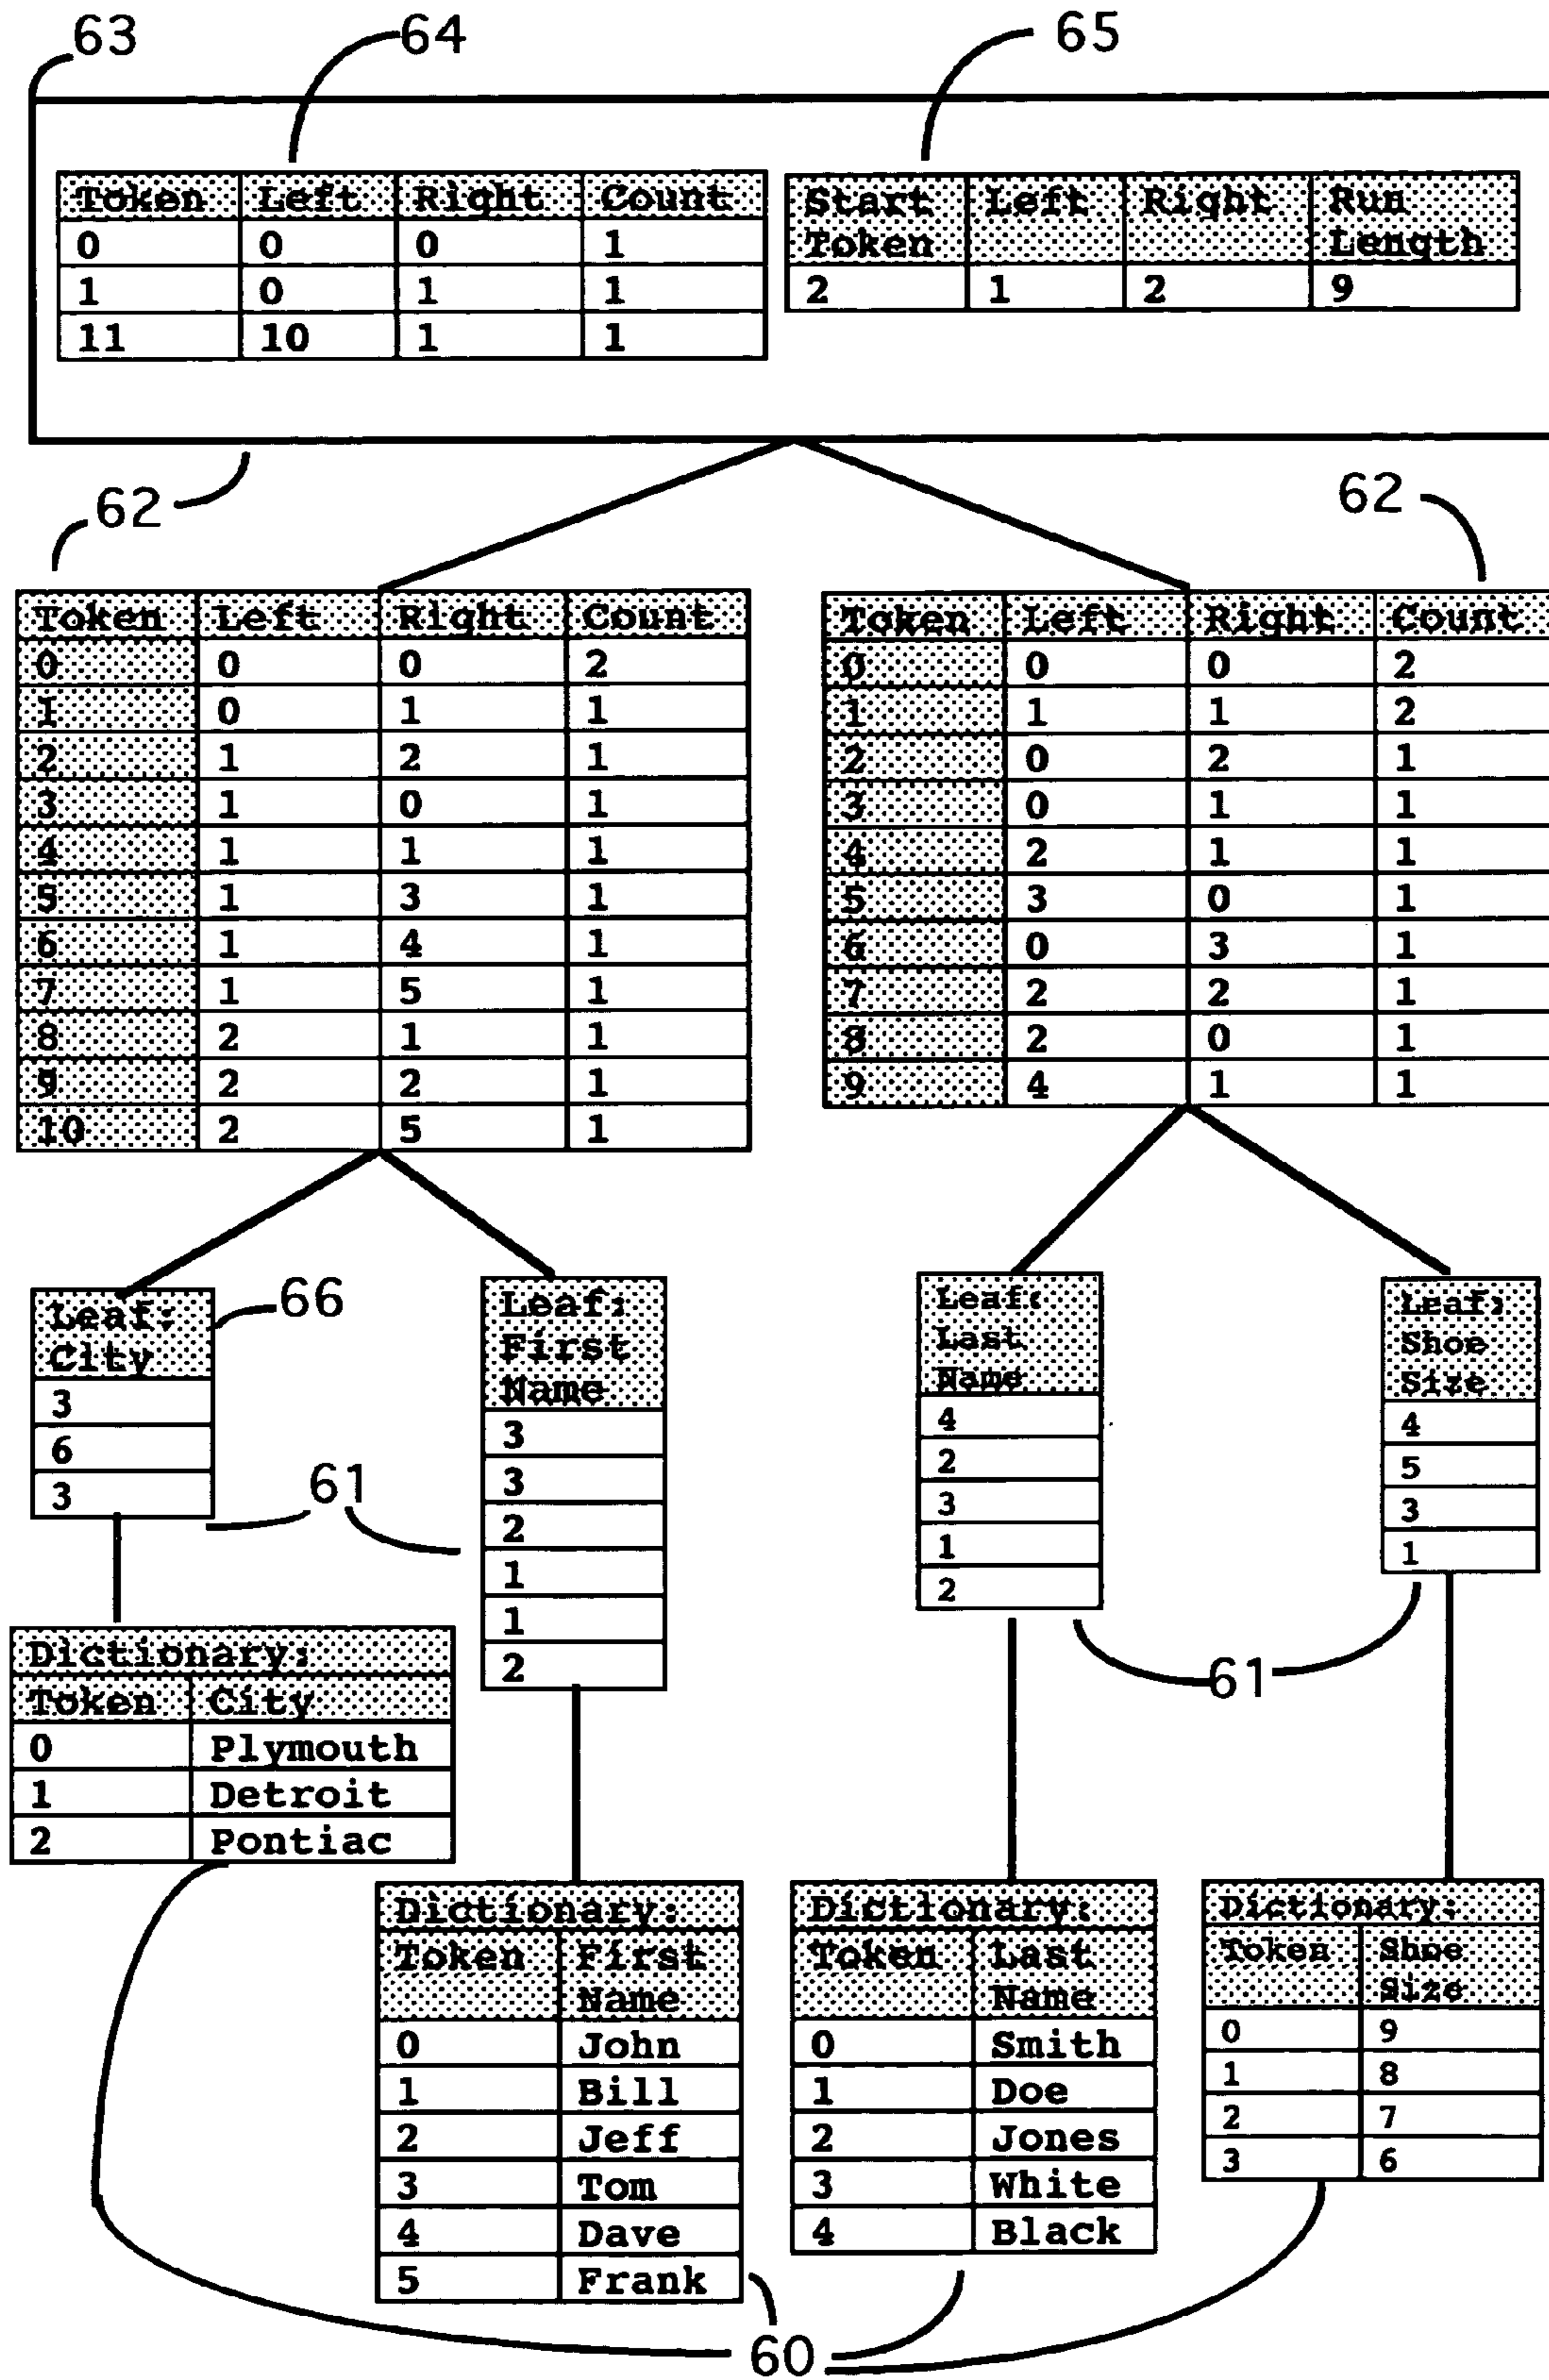 63 64 65
Token Left Right Count
0 0 0 1
1 0 1 1
11 10 1 1
Start Token Left Right Run Length
2 1 2 9
62 62
Token Left Right Count
0 0 0 2
1 0 1 1
2 1 2 1
3 1 0 1
4 1 1 1
5 1 3 1
6 1 4 1
7 1 5 1
8 2 1 1
9 2 2 1
10 2 5 1
Token Left Right Count
0 0 0 2
1 1 1 2
2 0 2 1
3 0 1 1
4 2 1 1
5 3 0 1
6 0 3 1
7 2 2 1
8 2 0 1
9 4 1 1
Leaf:
City
3
6
3
66
Leaf:
First
Name
3
3
2
1
1
2
61
Leaf:
Last
Name
4
2
3
1
2
Leaf:
Shoe
Size
4
5
3
1
61
Dictionary:
Token City
0 Plymouth
1 Detroit
2 Pontiac
Dictionary:
Token First
Name
0 John
1 Bill
2 Jeff
3 Tom
4 Dave
5 Frank
Dictionary:
Token Last
Name
0 Smith
1 Doe
2 Jones
3 White
4 Black
Dictionary:
Token Shoe
Size
0 9
1 8
2 7
3 6
60